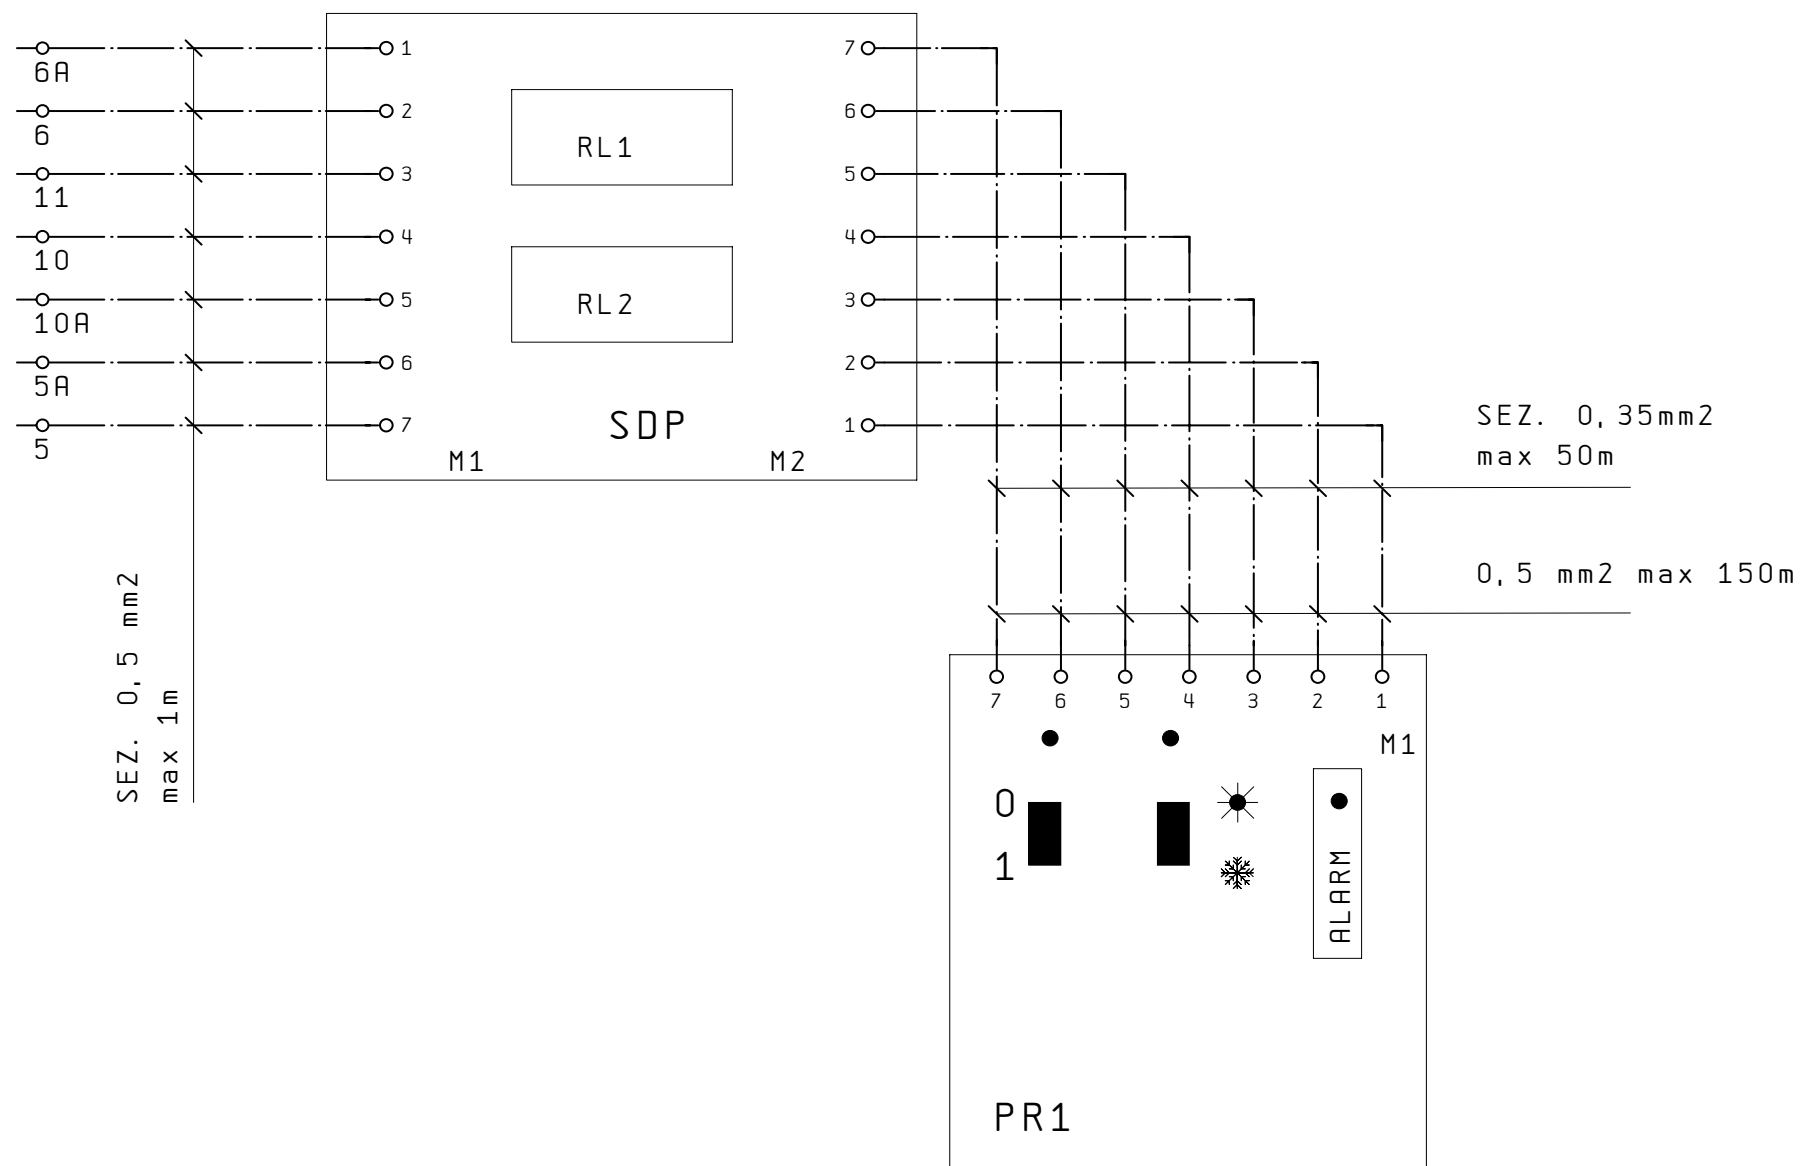 6A
6
11
10
10A
5A
5
1
2
3
4
5
6
7
RL1
RL2
SDP
M1
M2
7
6
5
4
3
2
1
SEZ. 0,5 mm2
max 1m
SEZ. 0,35mm2
max 50m
0,5 mm2 max 150m
7 6 5 4 3 2 1
M1
0
1
ALARM
PR1